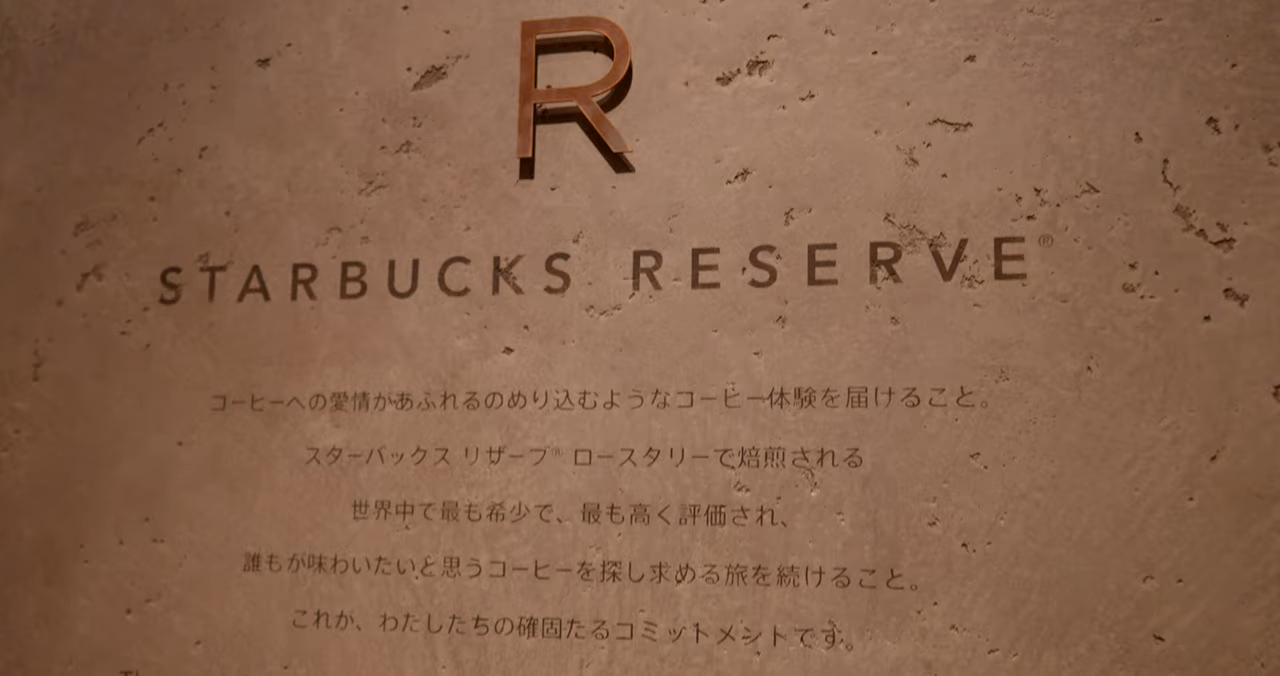 R
STARBUCKS RESERVE®
コーヒーへの愛情があふれるのめり込むようなコーヒー体験を届けること。
スターバックス リザーブ® ロースタリーで焙煎される
世界中で最も希少で、最も高く評価され、
誰もが味わいたいと思うコーヒーを探し求める旅を続けること。
これが、わたしたちの確固たるコミットメントです。